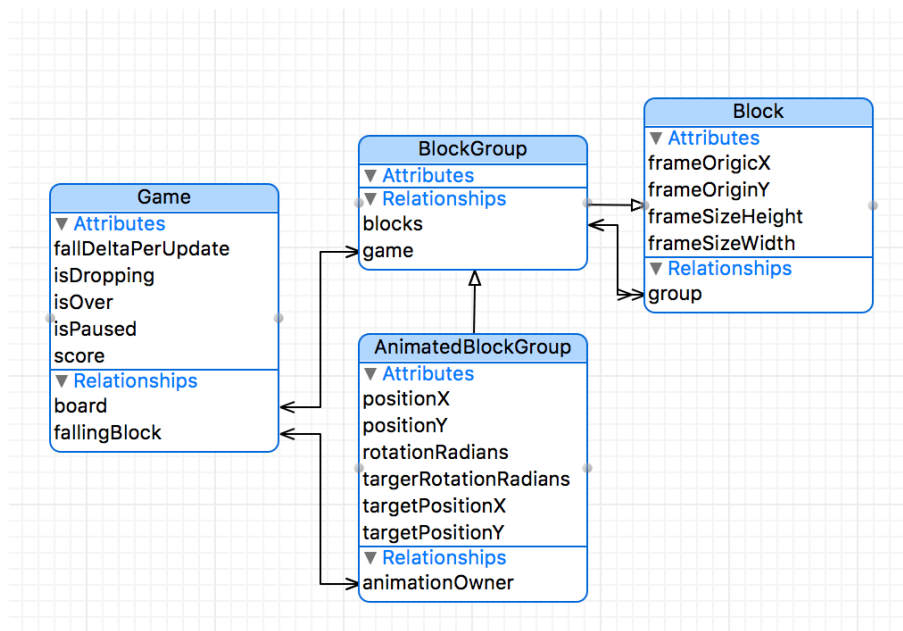 Game
Attributes
fallDeltaPerUpdate
isDropping
isOver
isPaused
score
Relationships
board
fallingBlock
BlockGroup
Attributes
Relationships
blocks
game
AnimatedBlockGroup
Attributes
positionX
positionY
rotationRadians
targerRotationRadians
targetPositionX
targetPositionY
Relationships
animationOwner
Block
Attributes
frameOrigicX
frameOriginY
frameSizeHeight
frameSizeWidth
Relationships
group